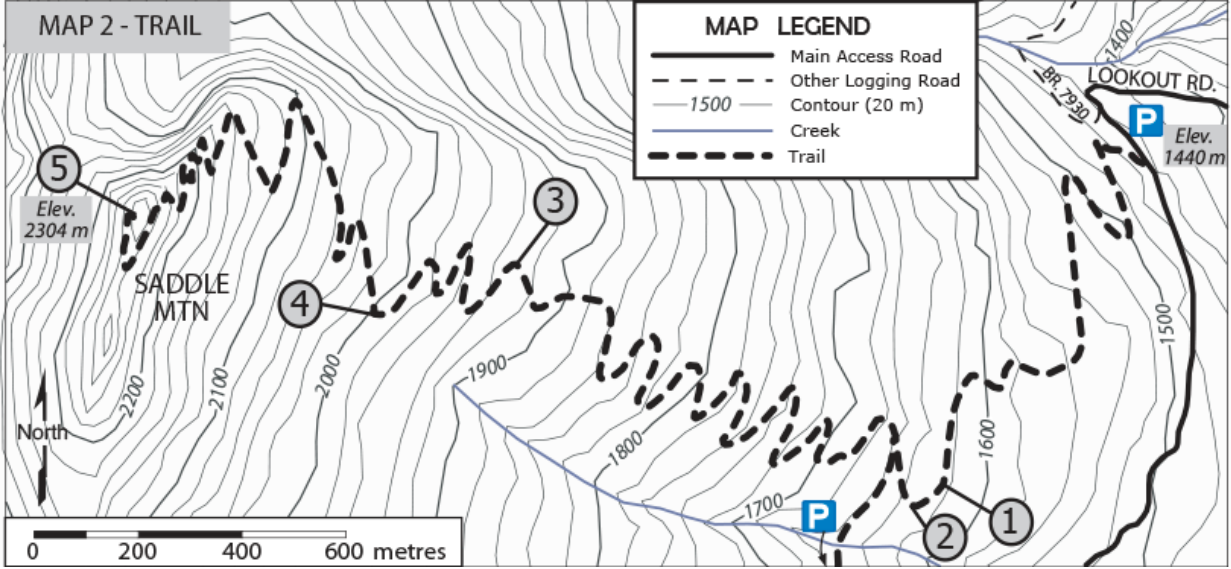 MAP 2 - TRAIL
MAP LEGEND
Main Access Road
Other Logging Road
1500
Contour (20 m)
Creek
Trail
1400
BR. 7930
LOOKOUT RD.
P
Elev.
1440 m
5
Elev.
2304 m
3
SADDLE
MTN
4
1500
2200
2100
2000
1900
North
1800
1600
1700
P
1
2
0 200 400 600 metres